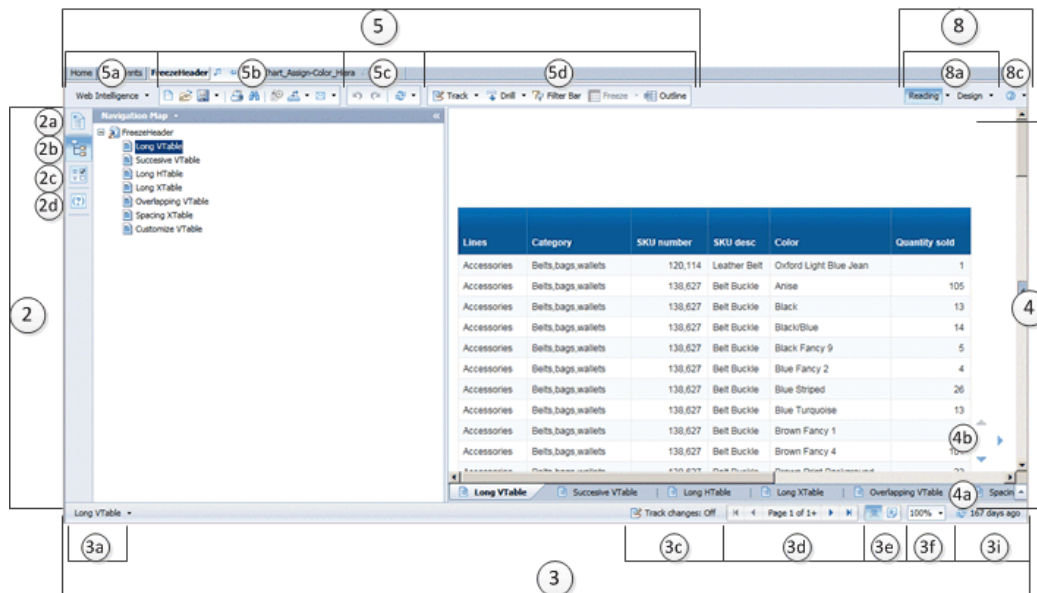 5
8
Home
FreezeHeader
Chart_Assign-Color_Hiera
5a
5b
5c
5d
8a
8c
Web Intelligence
Track
Drill
Filter Bar
Freeze
Outline
Reading
Design
2a
2b
2c
2d
2
Navigation Map
FreezeHeader
Long VTable
Succesive VTable
Long HTable
Long XTable
Overlapping VTable
Spacing XTable
Customize VTable
Lines Category SKU number SKU desc Color Quantity sold
Accessories Belts,bags,wallets 120,114 Leather Belt Oxford Light Blue Jean 1
Accessories Belts,bags,wallets 138,627 Belt Buckle Anise 105
Accessories Belts,bags,wallets 138,627 Belt Buckle Black 13
Accessories Belts,bags,wallets 138,627 Belt Buckle Black/Blue 14
Accessories Belts,bags,wallets 138,627 Belt Buckle Black Fancy 9 5
Accessories Belts,bags,wallets 138,627 Belt Buckle Blue Fancy 2 4
Accessories Belts,bags,wallets 138,627 Belt Buckle Blue Striped 26
Accessories Belts,bags,wallets 138,627 Belt Buckle Blue Turquoise 13
Accessories Belts,bags,wallets 138,627 Belt Buckle Brown Fancy 1
Accessories Belts,bags,wallets 138,627 Belt Buckle Brown Fancy 4
4
4b
Long VTable Succesive VTable Long HTable Long XTable Overlapping VTable
4a
Long VTable
Track changes: Off
Page 1 of 1+
100%
167 days ago
3a
3c
3d
3e
3f
3i
3